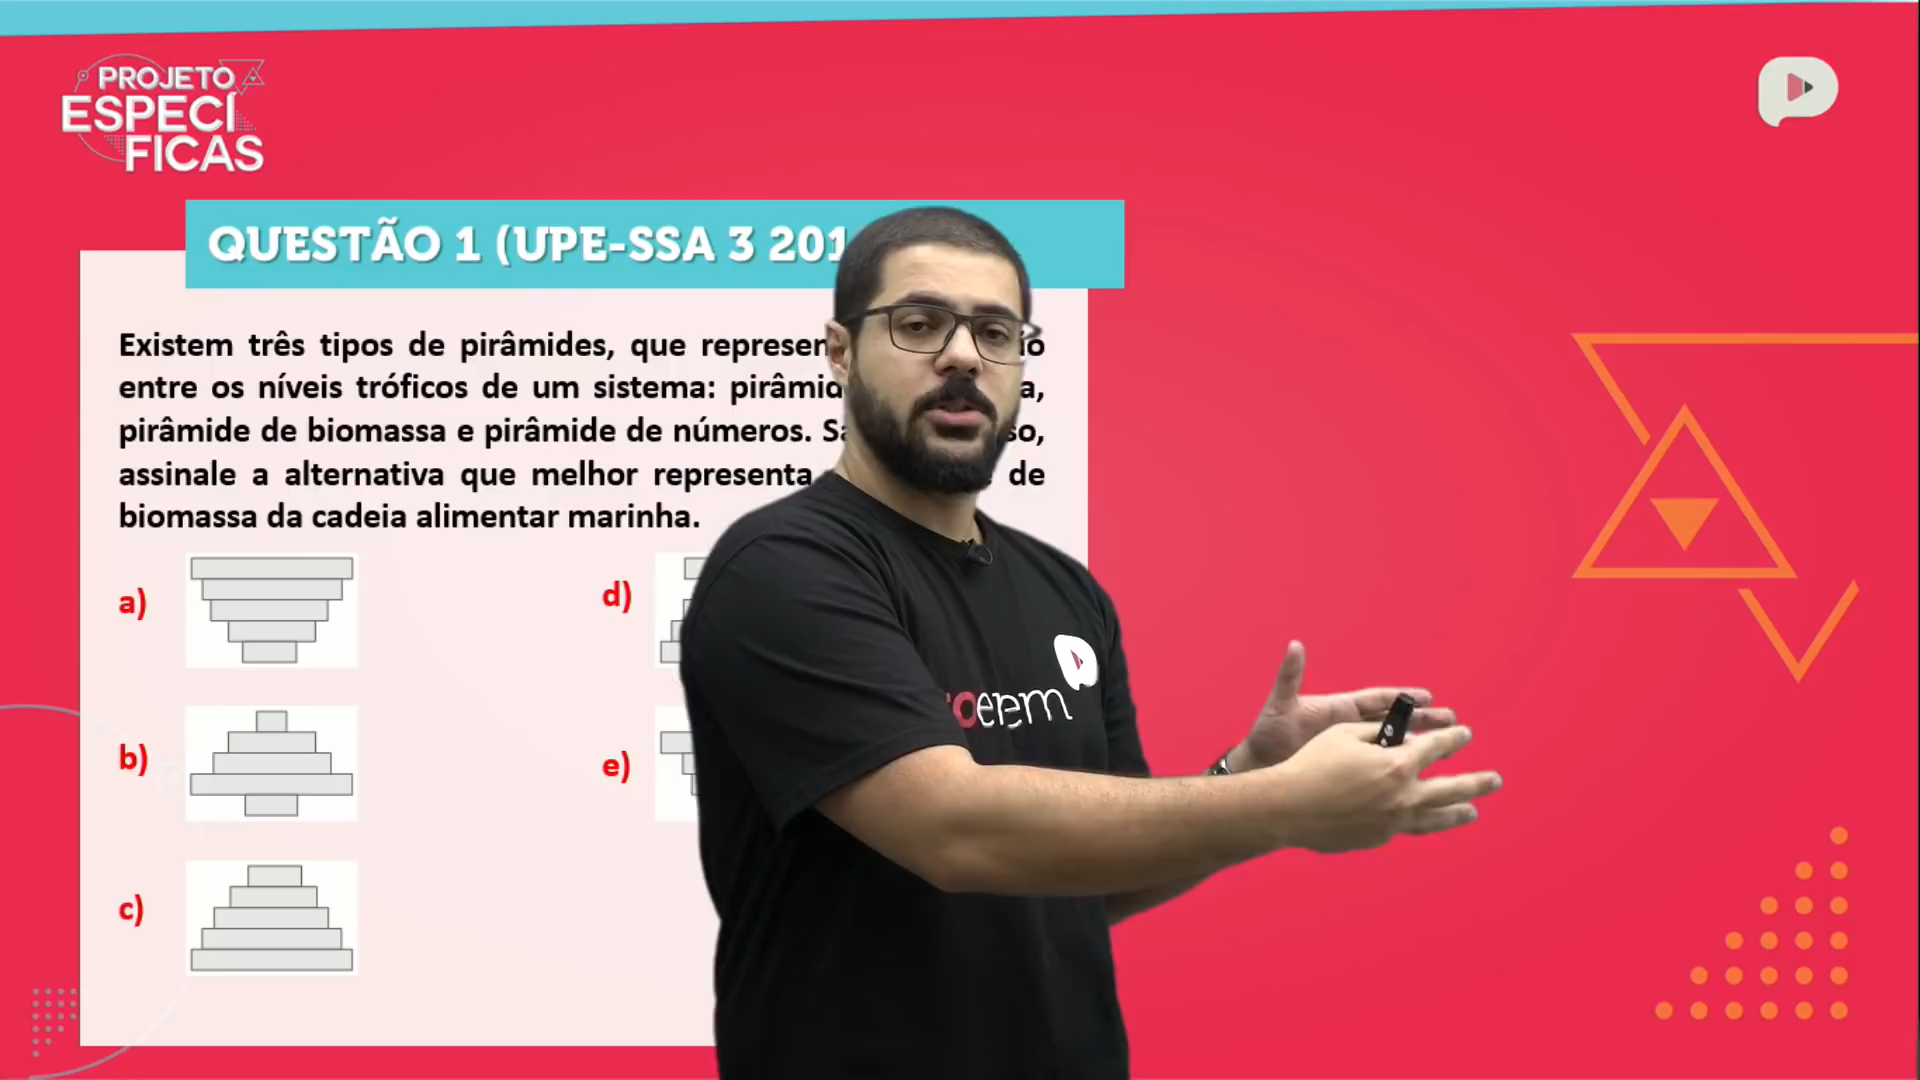 PROJETO
ESPECÍ
FICAS
QUESTÃO 1 (UPE-SSA 3 201
Existem três tipos de pirâmides, que
entre os níveis tróficos de um sistema:
pirâmide de biomassa e pirâmide de números.
assinale a alternativa que melhor representa de
biomassa da cadeia alimentar marinha.
a)
d)
b)
e)
c)